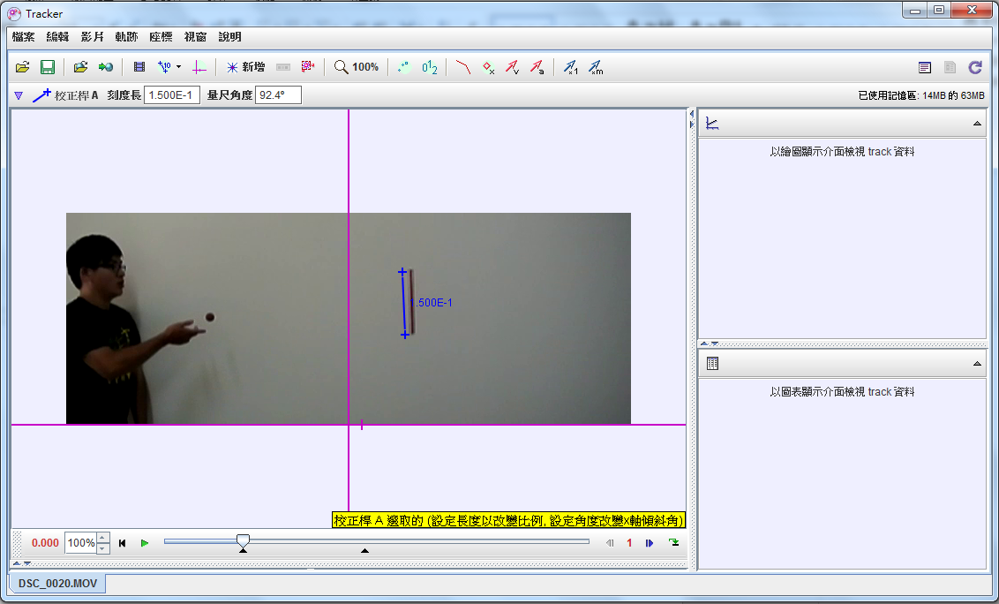 Tracker
檔案 編輯 影片 軌跡 座標 視窗 說明
新增 100%
校正桿 A 刻度長 1.500E-1 量尺角度 92.4° 已使用記憶區: 14MB 的 63MB
以繪圖顯示介面檢視 track 資料
.500E-1
以圖表顯示介面檢視 track 資料
校正桿 A 選取的 (設定長度以改變比例, 設定角度改變x軸傾斜角)
0.000 100% 1
DSC_0020.MOV